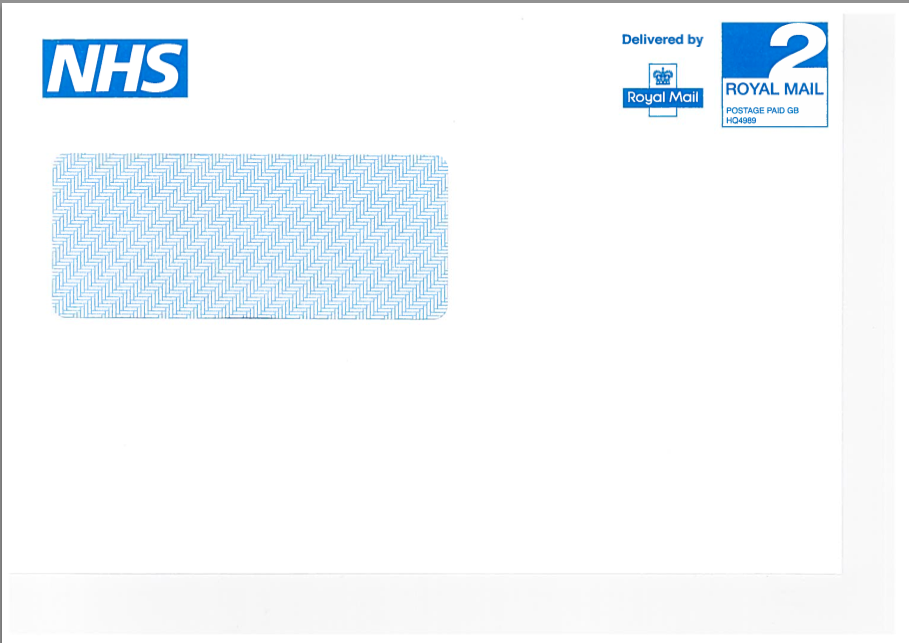 NHS
Delivered by
Royal Mail
2
ROYAL MAIL
POSTAGE PAID GB
HQ4989